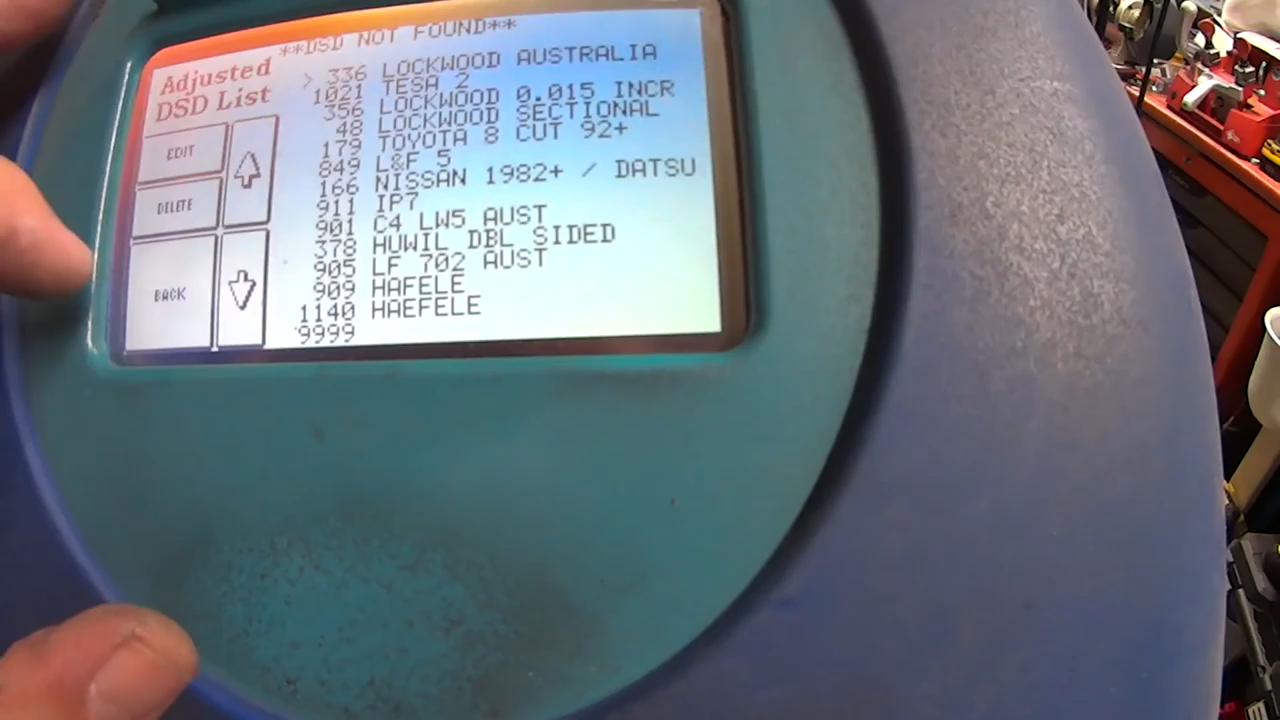 **DSD NOT FOUND**
Adjusted
DSD List
EDIT
DELETE
BACK
> 336 LOCKWOOD AUSTRALIA
1021 TESA 2
356 LOCKWOOD 0.015 INCR
48 LOCKWOOD SECTIONAL
179 TOYOTA 8 CUT 92+
849 L&F 5
166 NISSAN 1982+ / DATSU
911 IP7
901 C4 LW5 AUST
378 HUWIL DBL SIDED
905 LF 702 AUST
909 HAFELE
1140 HAEFELE
9999